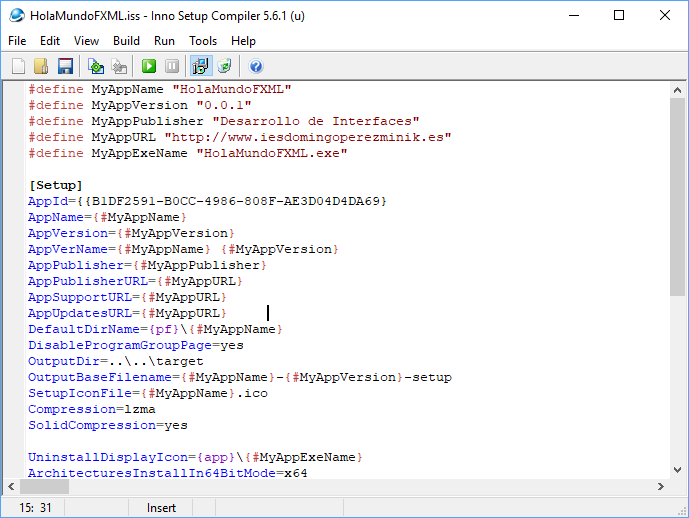 HolaMundoFXML.iss - Inno Setup Compiler 5.6.1 (u)
File Edit View Build Run Tools Help
#define MyAppName "HolaMundoFXML"
#define MyAppVersion "0.0.1"
#define MyAppPublisher "Desarrollo de Interfaces"
#define MyAppURL "http://www.iesdomingoperezminik.es"
#define MyAppExeName "HolaMundoFXML.exe"
[Setup]
AppId={{B1DF2591-B0CC-4986-808F-AE3D04D4DA69}
AppName={#MyAppName}
AppVersion={#MyAppVersion}
AppVerName={#MyAppName} {#MyAppVersion}
AppPublisher={#MyAppPublisher}
AppPublisherURL={#MyAppURL}
AppSupportURL={#MyAppURL}
AppUpdatesURL={#MyAppURL}
DefaultDirName={pf}\{#MyAppName}
DisableProgramGroupPage=yes
OutputDir=..\..\target
OutputBaseFilename={#MyAppName}-{#MyAppVersion}-setup
SetupIconFile={#MyAppName}.ico
Compression=lzma
SolidCompression=yes
UninstallDisplayIcon={app}\{#MyAppExeName}
ArchitecturesInstallIn64BitMode=x64
15: 31 Insert